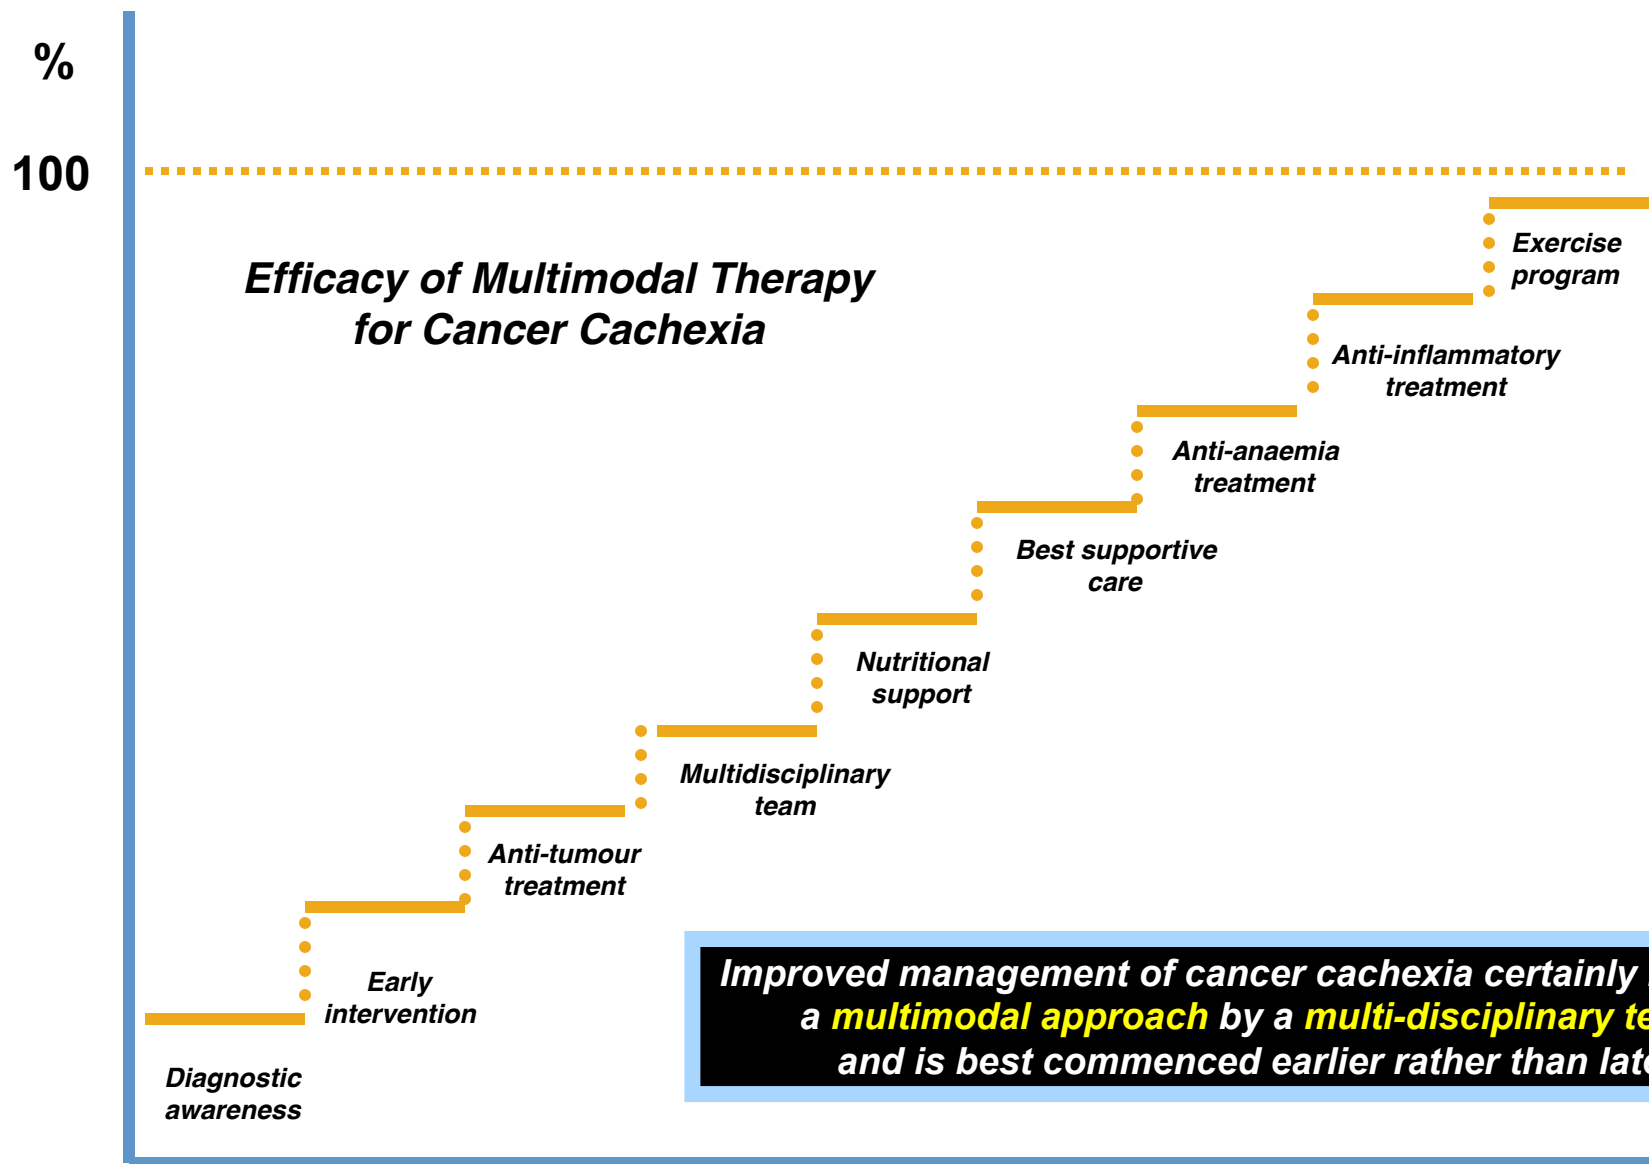 %
100
Efficacy of Multimodal Therapy
for Cancer Cachexia
Exercise
program
Anti-inflammatory
treatment
Anti-anaemia
treatment
Best supportive
care
Nutritional
support
Multidisciplinary
team
Anti-tumour
treatment
Early
intervention
Diagnostic
awareness
Improved management of cancer cachexia certainly
a multimodal approach by a multi-disciplinary
and is best commenced earlier rather than